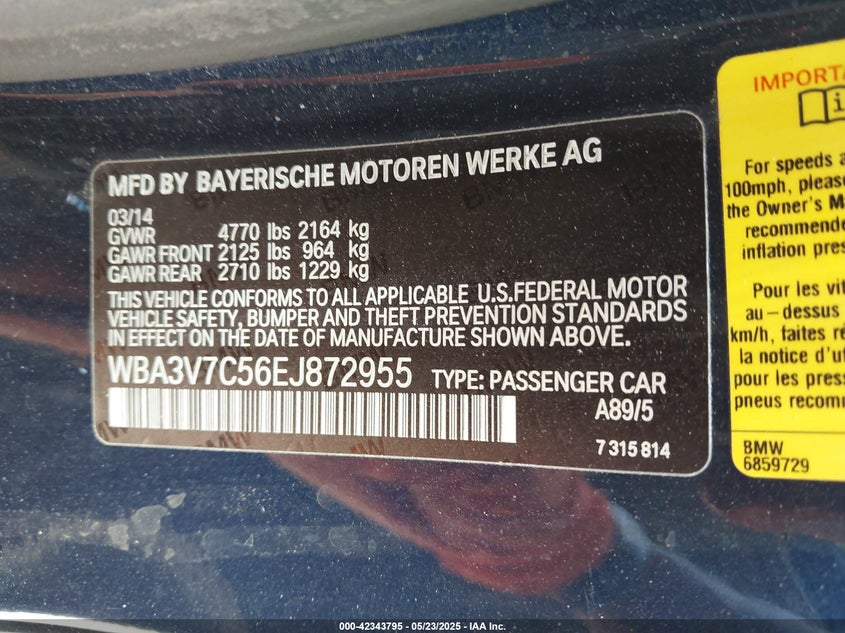 MFD BY BAYERISCHE MOTOREN WERKE AG
03/14
GVWR 4770 lbs 2164 kg
GAWR FRONT 2125 lbs 964 kg
GAWR REAR 2710 lbs 1229 kg
THIS VEHICLE CONFORMS TO ALL APPLICABLE U.S.FEDERAL MOTOR
VEHICLE SAFETY, BUMPER AND THEFT PREVENTION STANDARDS
IN EFFECT ON THE DATE OF MANUFACTURE SHOWN ABOVE.
WBA3V7C56EJ872955 TYPE: PASSENGER CAR
A89/5
7 315 814
IMPORTA
For speeds a
100mph, please
the Owner's M
recommende
inflation pres
Pour les vit
au-dessus
km/h, faites ré
la notice d'ut
pour les press
pneus recomm
BMW
6859729
000-42343795 - 05/23/2025 - IAA Inc.